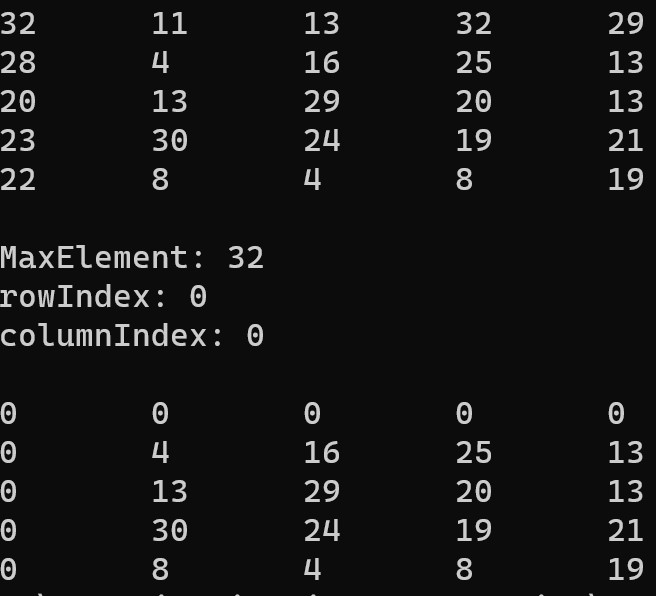 32 11 13 32 29
28 4 16 25 13
20 13 29 20 13
23 30 24 19 21
22 8 4 8 19
MaxElement: 32
rowIndex: 0
columnIndex: 0
0 0 0 0 0
0 4 16 25 13
0 13 29 20 13
0 30 24 19 21
0 8 4 8 19